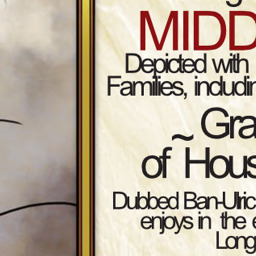 MIDD
Depicted with
Families, includin
~ Gra
of Hous
Dubbed Ban-Ulric
enjoys in the e
Long